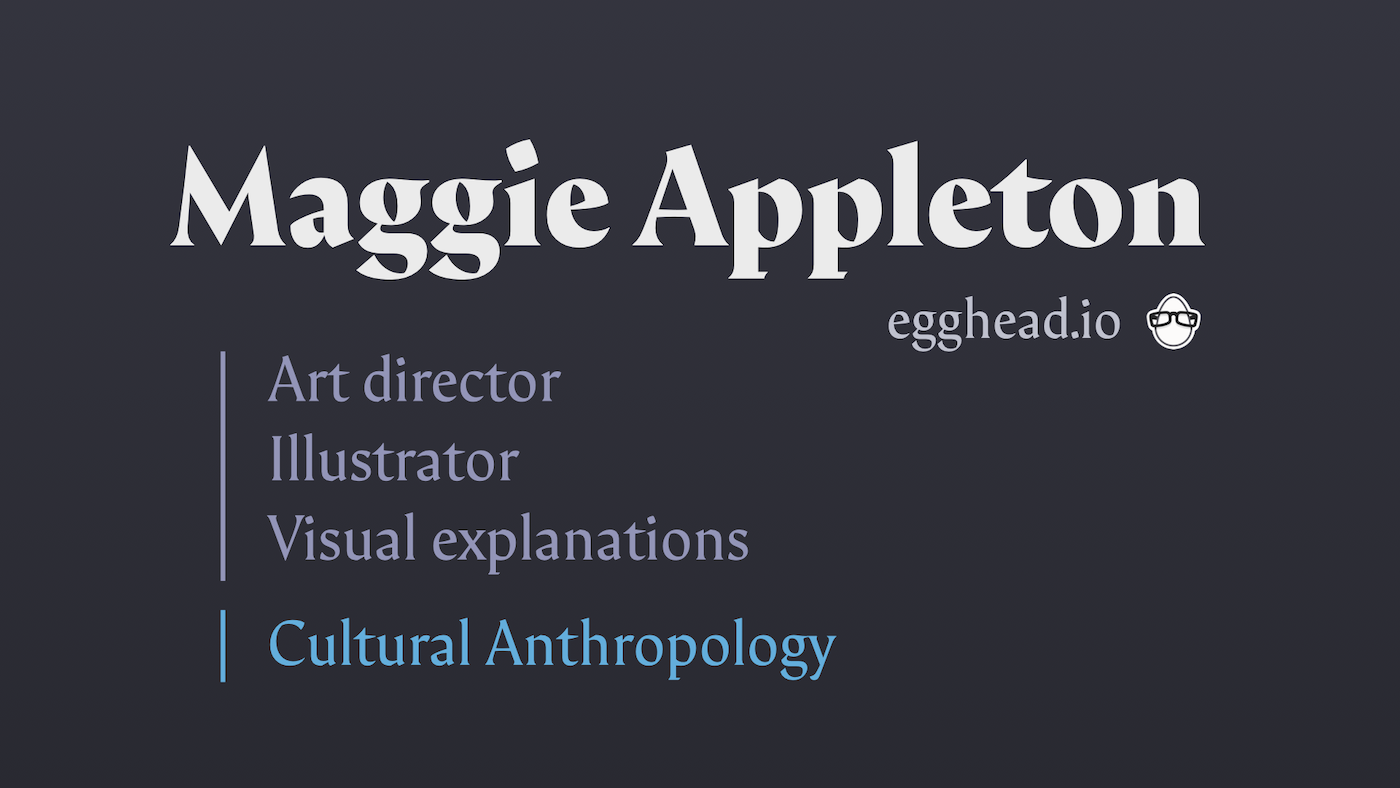 Maggie Appleton
egghead.io
Art director
Illustrator
Visual explanations
Cultural Anthropology